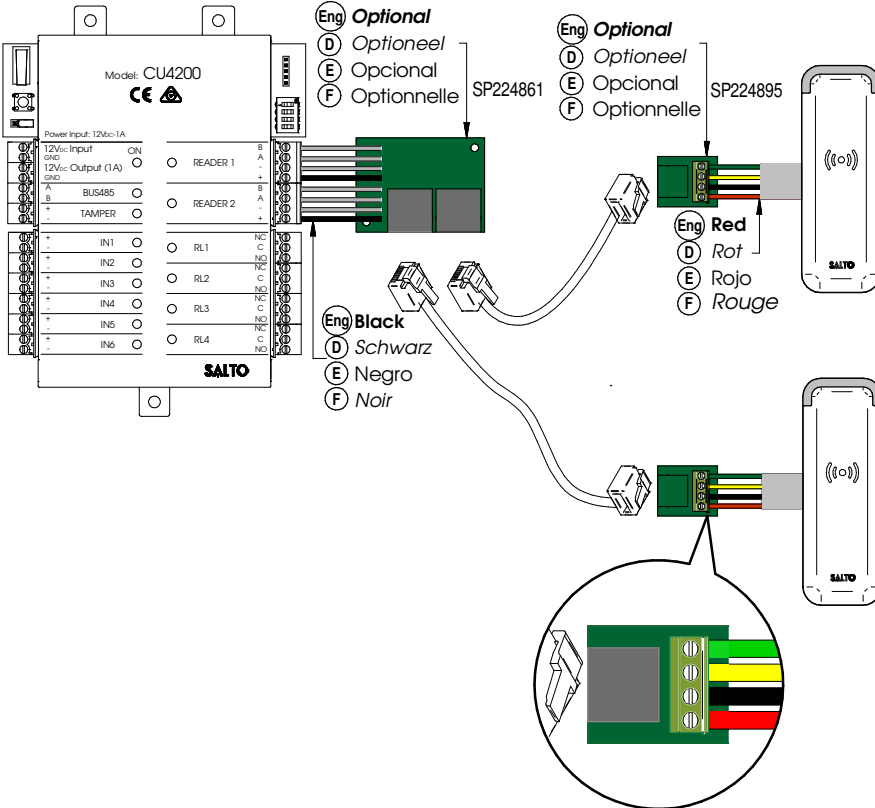 Eng Optional
D Optioneel
E Opcional
F Optionnelle
SP224861
Eng Optional
D Optioneel
E Opcional
F Optionnelle
SP224895
Model: CU4200
CE
Power Input: 12VDC-1A
12VDC Input
GND
12VDC Output (1A)
GND
ON
A
B
BUS485
+
-
TAMPER
READER 1
B
A
-
+
READER 2
B
A
-
+
+
-
IN1
+
-
IN2
+
-
IN3
+
-
IN4
+
-
IN5
+
-
IN6
RL1
NC
C
NO
RL2
NC
C
NO
RL3
NC
C
NO
RL4
NC
C
NO
SALTO
Eng Black
D Schwarz
E Negro
F Noir
Eng Red
D Rot
E Rojo
F Rouge
SALTO
SALTO